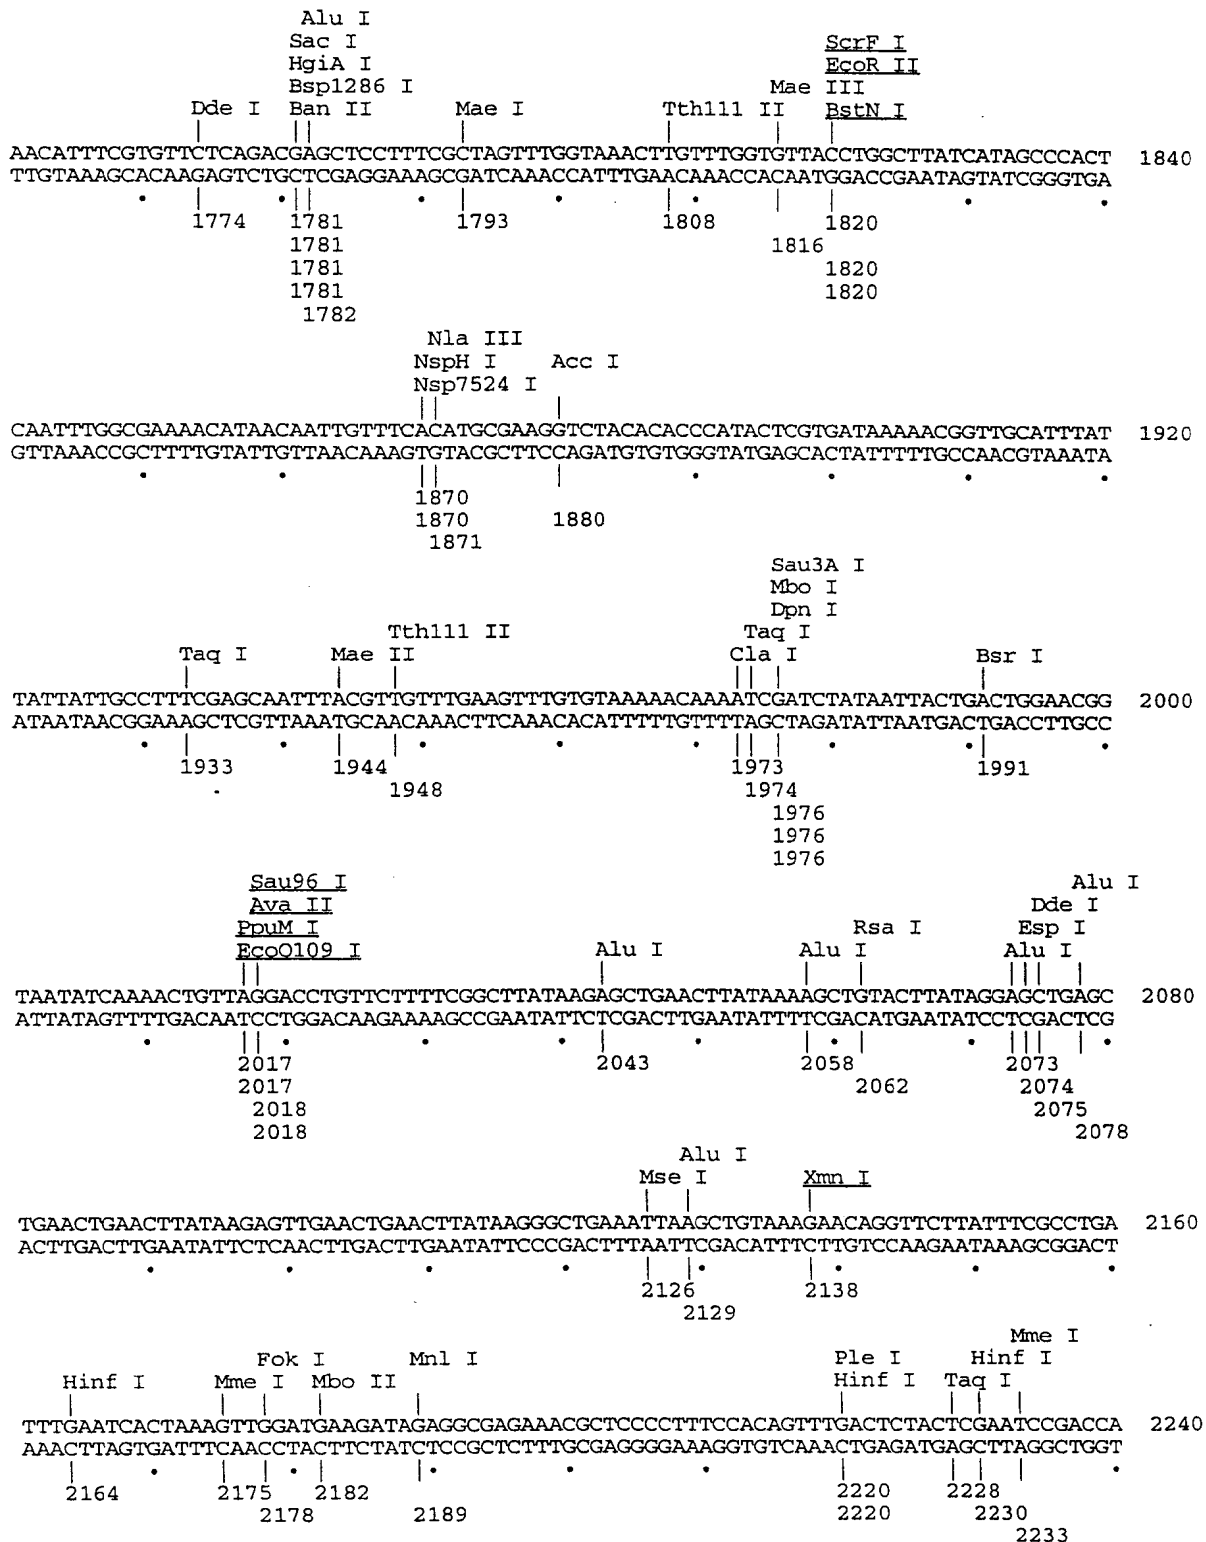 Alu I
Sac I ScrF I
HgiA I EcoR II
Bsp1286 I Mae III
Dde I Ban II Mae I Tth111 II BstN I
AACATTTCGTGTTCTCAGACGAGCTCCTTTCGCTAGTTTGGTAAACTTGTTTGGTGTTACCTGGCTTATCATAGCCCACT 1840
TTGTAAAGCACAAGAGTCTGCTCGAGGAAAGCGATCAAACCATTTGAACAAACCACAATGGACCGAATAGTATCGGGTGA
1774 1781 1793 1808 1820
1781 1816
1781 1820
1781 1820
1782
Nla III
NspH I Acc I
Nsp7524 I
CAATTTGGCGAAAACATAACAATTGTTTCACATGCGAAGGTCTACACACCCATACTCGTGATAAAAACGGTTGCATTTAT 1920
GTTAAACCGCTTTTGTATTGTTAACAAAGTGTACGCTTCCAGATGTGTGGGTATGAGCACTATTTTTGCCAACGTAAATA
1870
1870 1880
1871
Sau3A I
Mbo I
Dpn I
Tth111 II Taq I
Taq I Mae II Cla I Bsr I
TATTATTGCCTTTCGAGCAATTTACGTTGTTTGAAGTTTGTGTAAAAACAAAATCGATCTATAATTACTGACTGGAACGG 2000
ATAATAACGGAAAGCTCGTTAAATGCAACAAACTTCAAACACATTTTTGTTTTAGCTAGATATTAATGACTGACCTTGCC
1933 1944 1973 1991
1948 1974
1976
1976
1976
Sau96 I Alu I
Ava II Dde I
PpuM I Rsa I Esp I
EcoO109 I Alu I Alu I Alu I
TAATATCAAAACTGTTAGGACCTGTTCTTTTCGGCTTATAAGAGCTGAACTTATAAAAGCTGTACTTATAGGAGCTGAGC 2080
ATTATAGTTTTGACAATCCTGGACAAGAAAAGCCGAATATTCTCGACTTGAATATTTTCGACATGAATATCCTCGACTCG
2017 2043 2058 2073
2017 2062 2074
2018 2075
2018 2078
Alu I
Mse I Xmn I
TGAACTGAACTTATAAGAGTTGAACTGAACTTATAAGGGCTGAAATTAAGCTGTAAAGAACAGGTTCTTATTTCGCCTGA 2160
ACTTGACTTGAATATTCTCAACTTGACTTGAATATTCCCGACTTTAATTCGACATTTCTTGTCCAAGAATAAAGCGGACT
2126 2138
2129
Mme I
Fok I Mnl I Ple I Hinf I
Hinf I Mme I Mbo II Hinf I Taq I
TTTGAATCACTAAAGTTGGATGAAGATAGAGGCGAGAAACGCTCCCCTTTCCACAGTTTGACTCTACTCGAATCCGACCA 2240
AAACTTAGTGATTTCAACCTACTTCTATCTCCGCTCTTTGCGAGGGGAAAGGTGTCAAACTGAGATGAGCTTAGGCTGGT
2164 2175 2182 2220 2228
2178 2189 2220 2230
2233